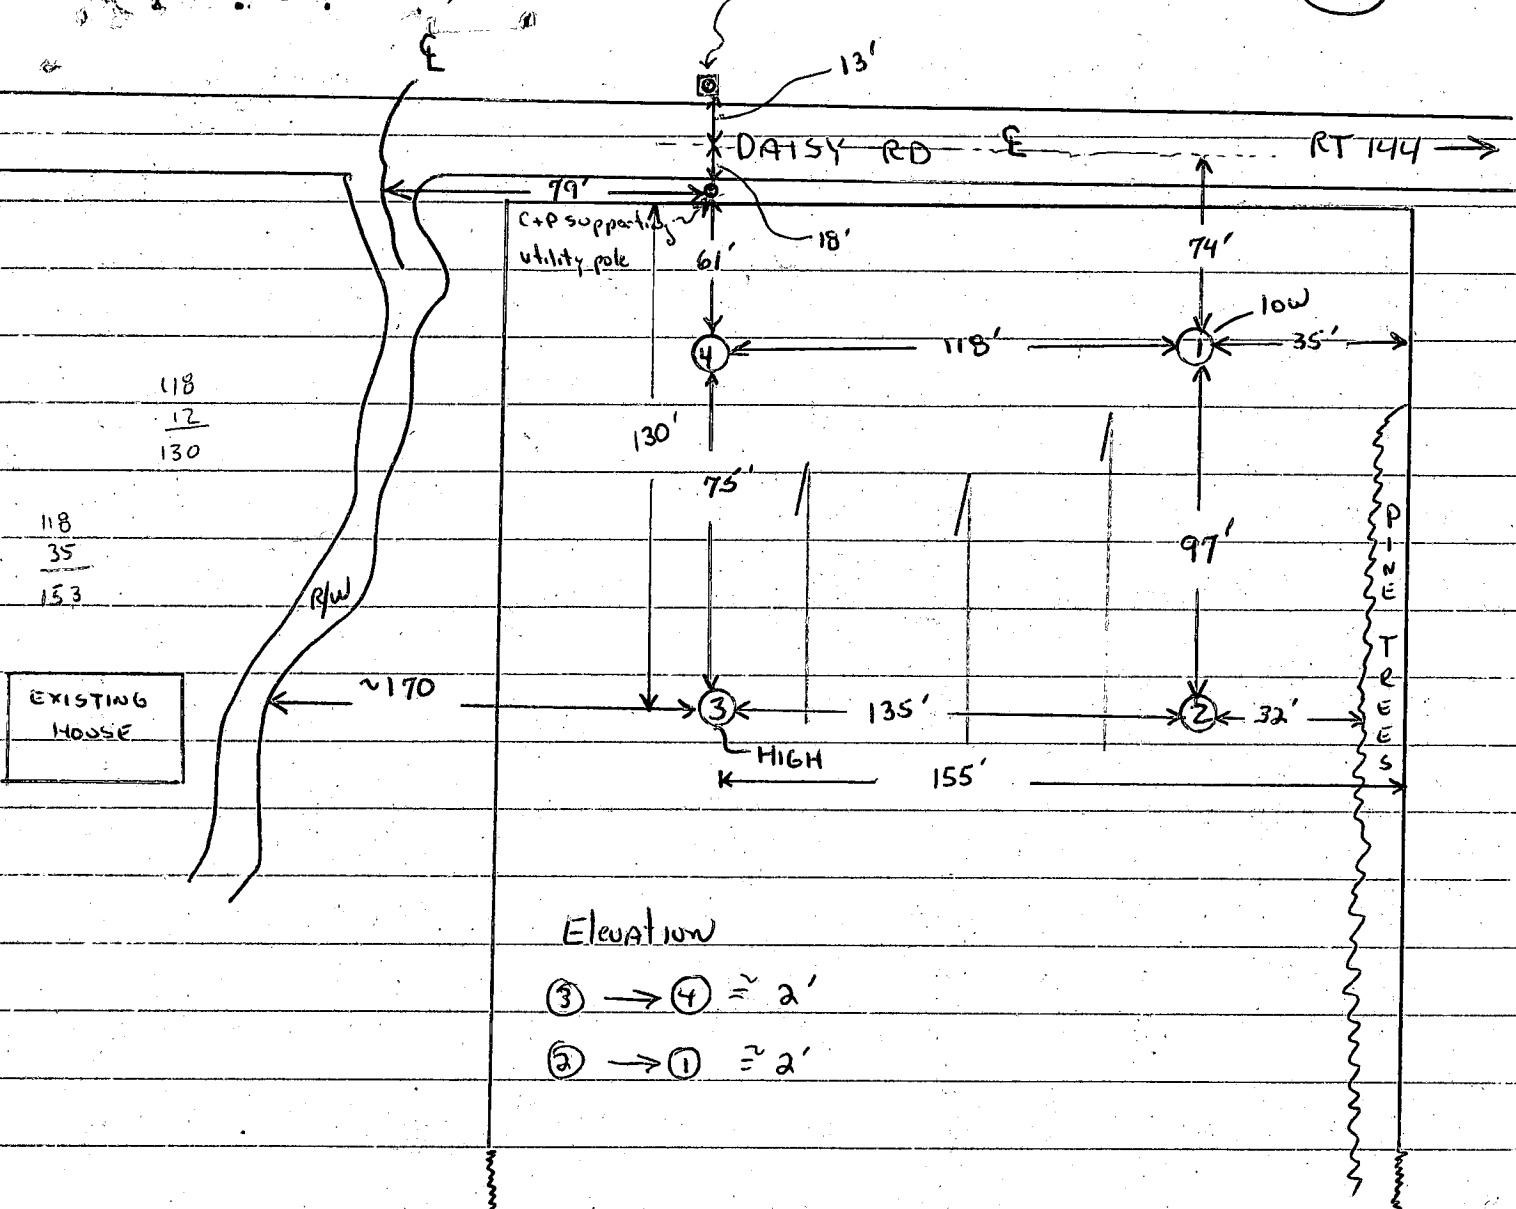 ℄
13'
DAISY RD ℄ RT 144
79'
C+P supporting
utility pole
18'
61'
74'
low
4
118'
1
35'
118
12
130
130'
75'
97'
118
35
153
R/W
PINE TREES
EXISTING
HOUSE
~170
3
135'
2
32'
HIGH
155'
Elevation
3 → 4 ≅ 2'
2 → 1 ≅ 2'